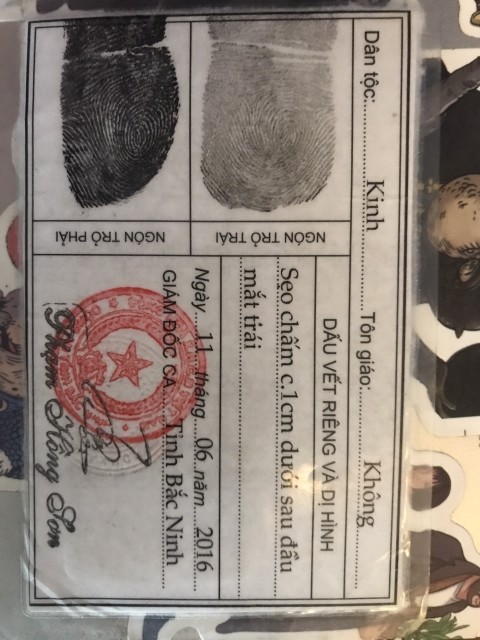 Dân tộc: Kinh Tôn giáo: Không
DẤU VẾT RIÊNG VÀ DỊ HÌNH
Sẹo chấm c.1cm dưới sau đầu
mắt trái
NGÓN TRỎ TRÁI
NGÓN TRỎ PHẢI
Ngày 11 tháng 06 năm 2016
GIÁM ĐỐC CA Tỉnh Bắc Ninh
Phạm Hồng Sơn